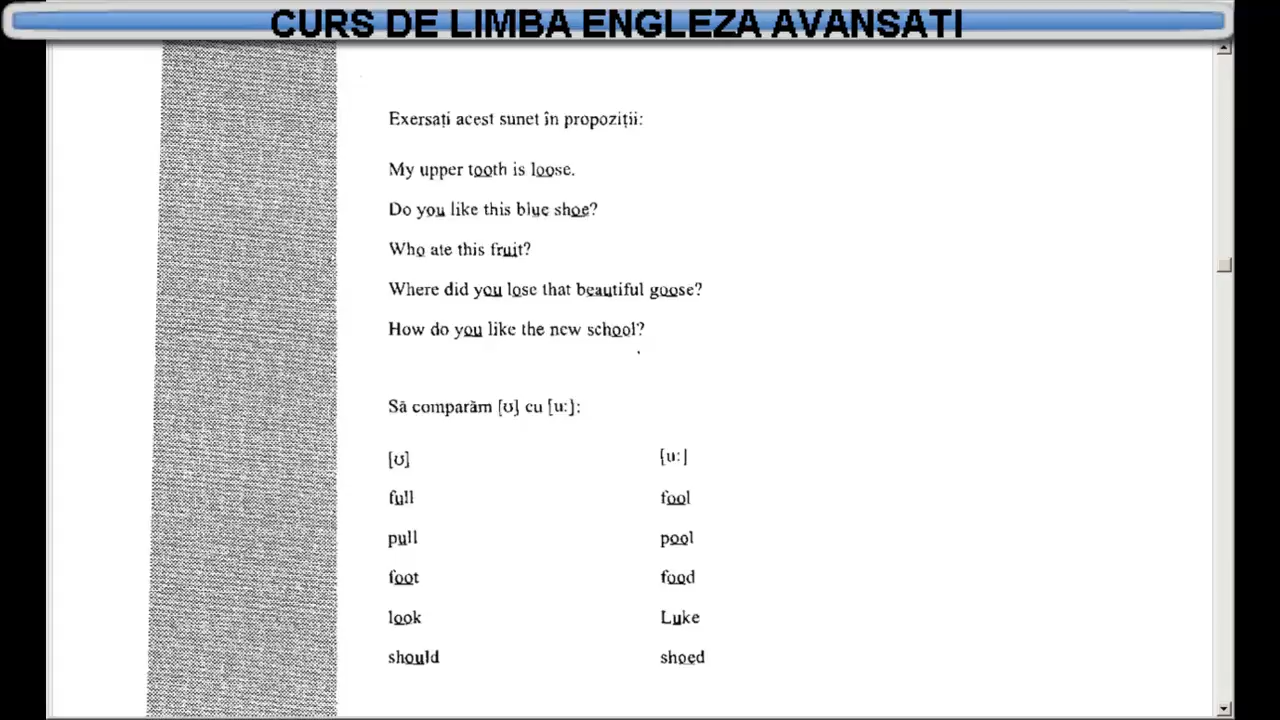 CURS DE LIMBA ENGLEZA AVANSATI
Exersați acest sunet în propoziții:
My upper tooth is loose.
Do you like this blue shoe?
Who ate this fruit?
Where did you lose that beautiful goose?
How do you like the new school?
Să comparăm [ʊ] cu [u:]:
[ʊ] [u:]
full fool
pull pool
foot food
look Luke
should shoed